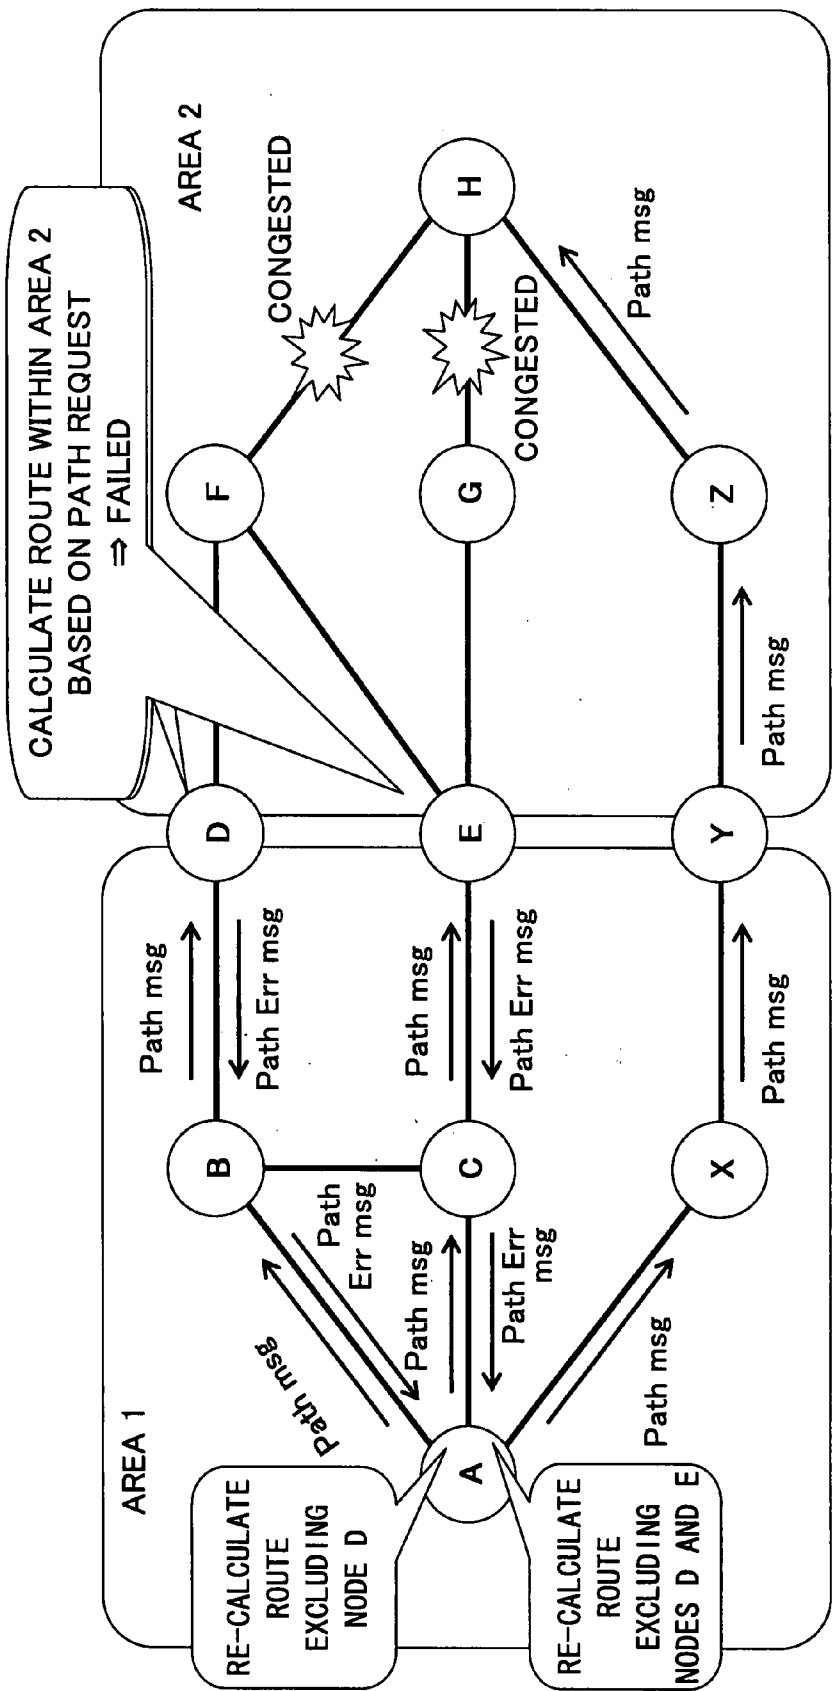 CALCULATE ROUTE WITHIN AREA 2
BASED ON PATH REQUEST
⇒ FAILED
AREA 1
AREA 2
RE-CALCULATE
ROUTE
EXCLUDING
NODE D
RE-CALCULATE
ROUTE
EXCLUDING
NODES D AND E
A
Path msg
Path
Err msg
Path msg
Path Err
msg
Path msg
B
C
X
Path msg
Path Err msg
Path msg
Path Err msg
Path msg
D
E
Y
Path msg
F
G
Z
CONGESTED
CONGESTED
Path msg
H